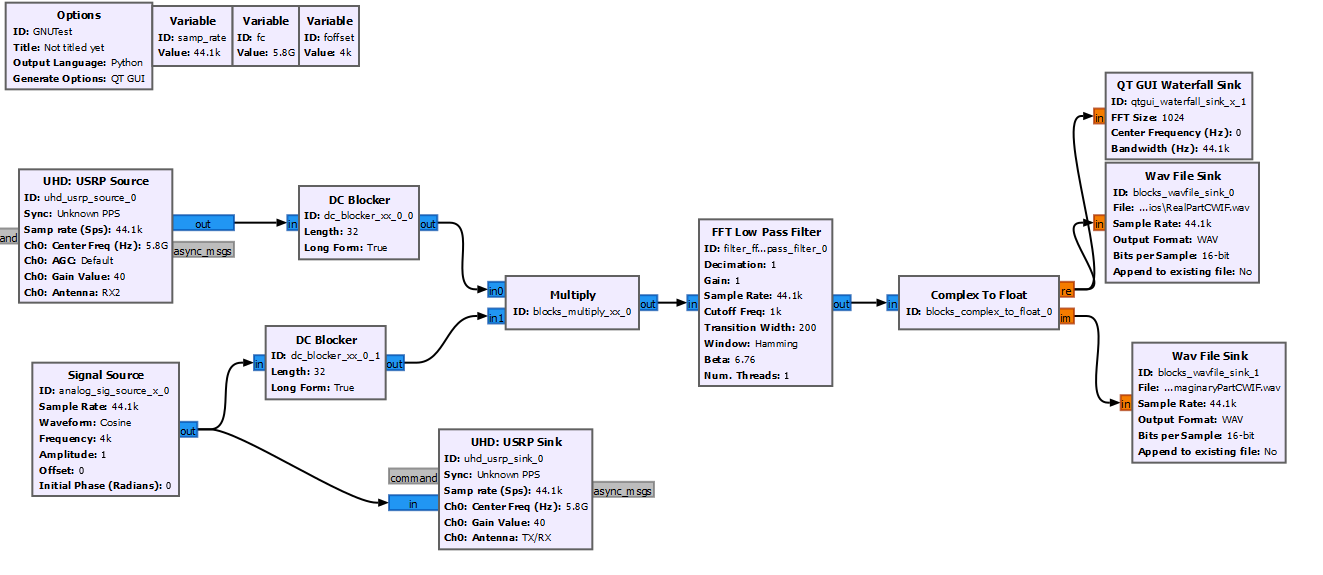 Options
ID: GNUTest
Title: Not titled yet
Output Language: Python
Generate Options: QT GUI
Variable
ID: samp_rate
Value: 44.1k
Variable
ID: fc
Value: 5.8G
Variable
ID: foffset
Value: 4k
QT GUI Waterfall Sink
ID: qtgui_waterfall_sink_x_1
FFT Size: 1024
Center Frequency (Hz): 0
Bandwidth (Hz): 44.1k
in
UHD: USRP Source
ID: uhd_usrp_source_0
Sync: Unknown PPS
Samp rate (Sps): 44.1k
Ch0: Center Freq (Hz): 5.8G
Ch0: AGC: Default
Ch0: Gain Value: 40
Ch0: Antenna: RX2
and
out
async_msgs
DC Blocker
ID: dc_blocker_xx_0_0
Length: 32
Long Form: True
in
out
Wav File Sink
ID: blocks_wavfile_sink_0
File: ...ios\RealPartCWIF.wav
Sample Rate: 44.1k
Output Format: WAV
Bits per Sample: 16-bit
Append to existing file: No
in
Multiply
ID: blocks_multiply_xx_0
in0
in1
out
FFT Low Pass Filter
ID: filter_ff...pass_filter_0
Decimation: 1
Gain: 1
Sample Rate: 44.1k
Cutoff Freq: 1k
Transition Width: 200
Window: Hamming
Beta: 6.76
Num. Threads: 1
in
out
Complex To Float
ID: blocks_complex_to_float_0
in
re
im
DC Blocker
ID: dc_blocker_xx_0_1
Length: 32
Long Form: True
in
out
Signal Source
ID: analog_sig_source_x_0
Sample Rate: 44.1k
Waveform: Cosine
Frequency: 4k
Amplitude: 1
Offset: 0
Initial Phase (Radians): 0
out
UHD: USRP Sink
ID: uhd_usrp_sink_0
Sync: Unknown PPS
Samp rate (Sps): 44.1k
Ch0: Center Freq (Hz): 5.8G
Ch0: Gain Value: 40
Ch0: Antenna: TX/RX
command
in
async_msgs
Wav File Sink
ID: blocks_wavfile_sink_1
File: ...maginaryPartCWIF.wav
Sample Rate: 44.1k
Output Format: WAV
Bits per Sample: 16-bit
Append to existing file: No
in